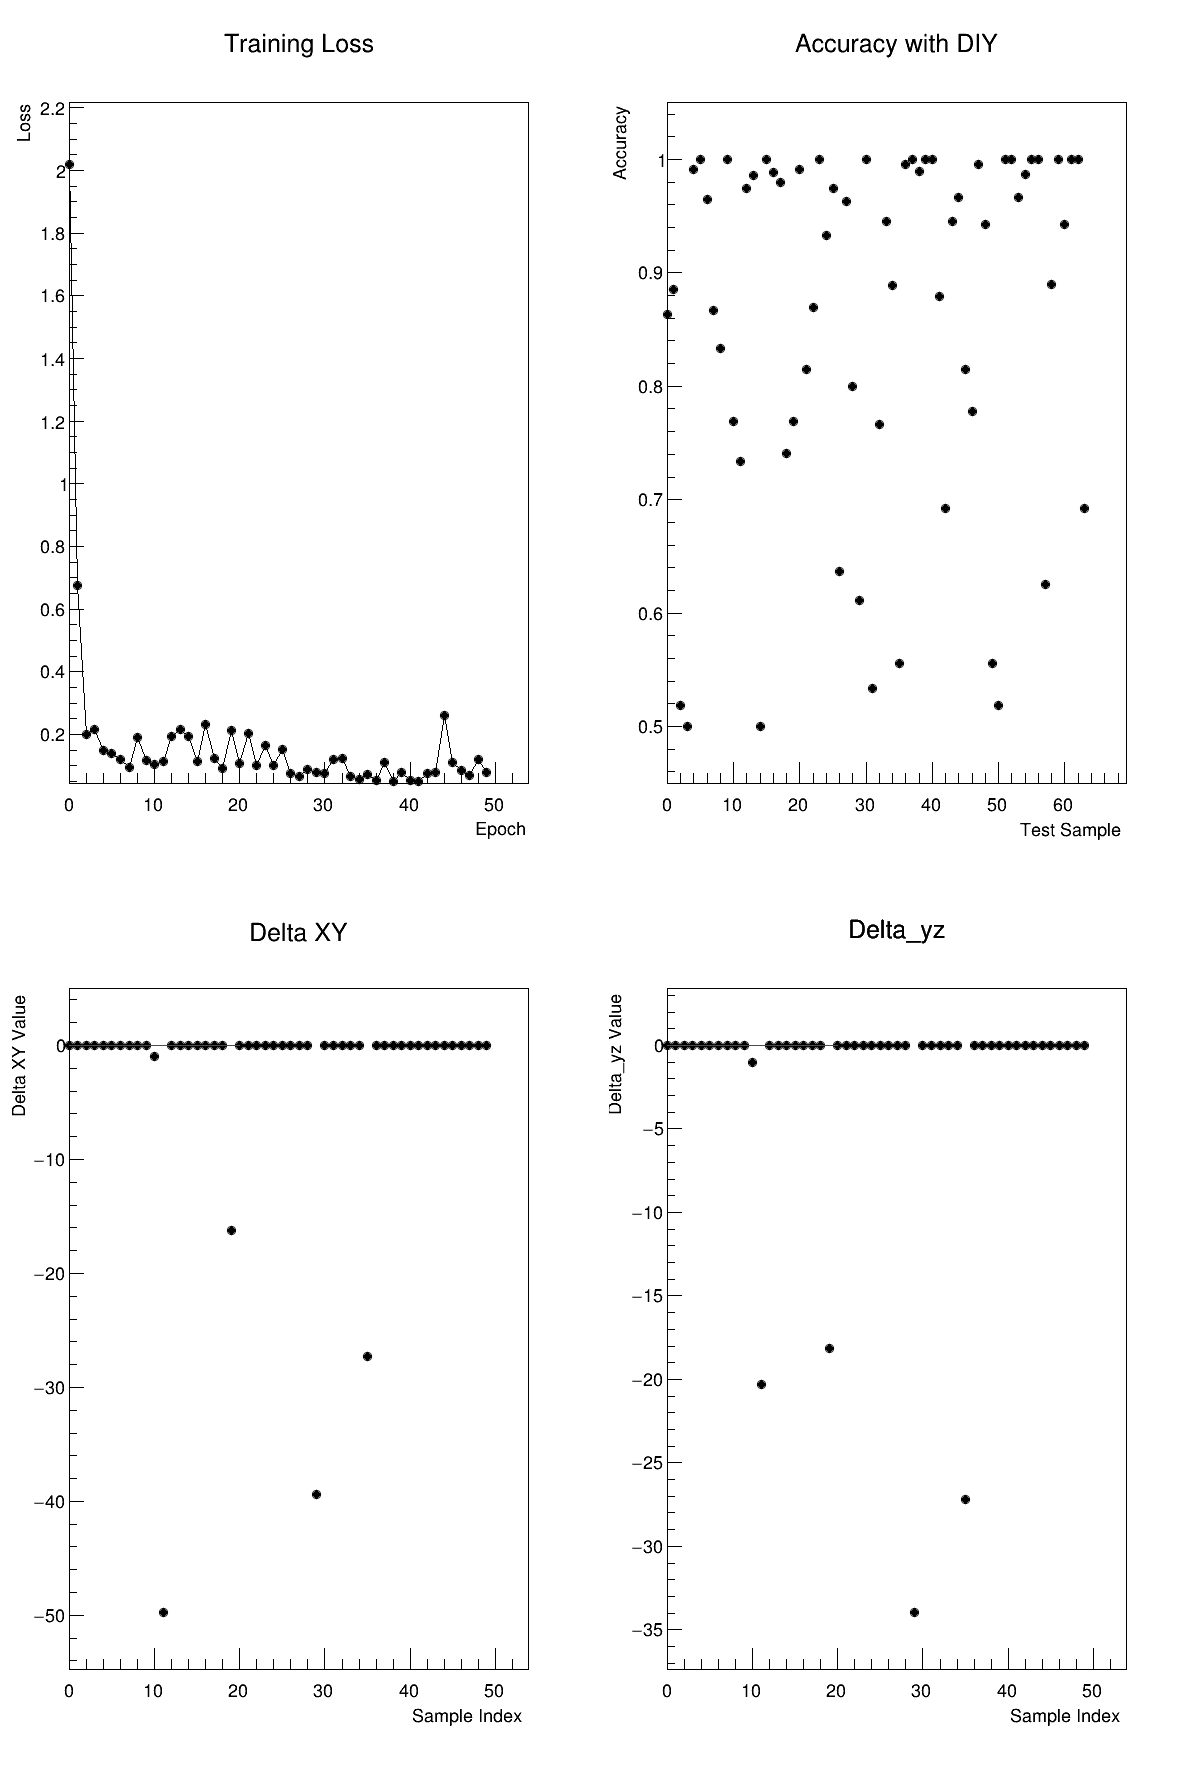 Training Loss
Loss
2.2
2
1.8
1.6
1.4
1.2
1
0.8
0.6
0.4
0.2
0 10 20 30 40 50
Epoch
Accuracy with DIY
Accuracy
1
0.9
0.8
0.7
0.6
0.5
0 10 20 30 40 50 60
Test Sample
Delta XY
Delta XY Value
0
−10
−20
−30
−40
−50
0 10 20 30 40 50
Sample Index
Delta_yz
Delta_yz Value
0
−5
−10
−15
−20
−25
−30
−35
0 10 20 30 40 50
Sample Index